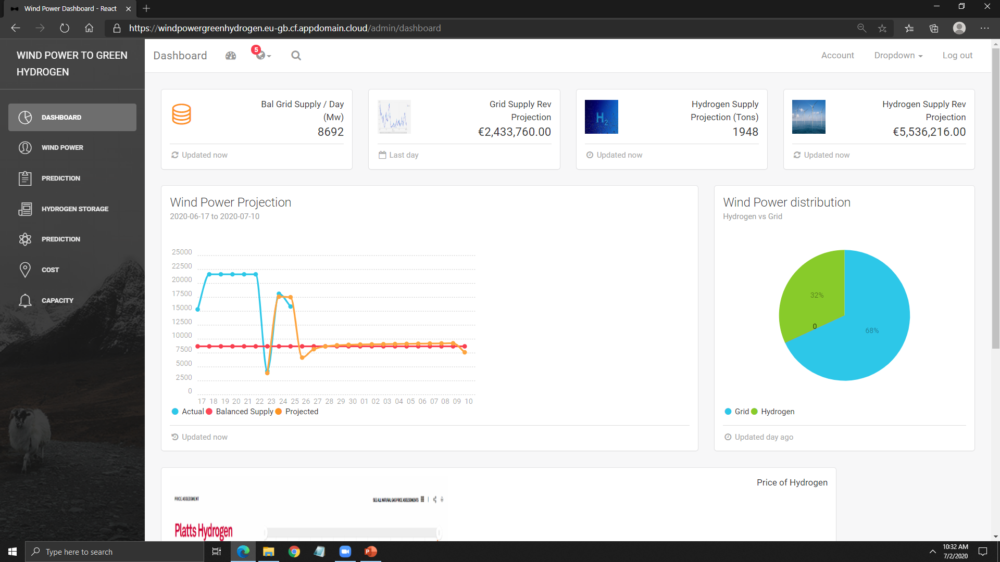 Wind Power Dashboard - React
https://windpowergreenhydrogen.eu-gb.cf.appdomain.cloud/admin/dashboard
WIND POWER TO GREEN
HYDROGEN
DASHBOARD
WIND POWER
PREDICTION
HYDROGEN STORAGE
PREDICTION
COST
CAPACITY
Dashboard
5
Account
Dropdown
Log out
Bal Grid Supply / Day
(Mw)
8692
Updated now
Grid Supply Rev
Projection
€2,433,760.00
Last day
Hydrogen Supply
Projection (Tons)
1948
Updated now
Hydrogen Supply Rev
Projection
€5,536,216.00
Updated now
Wind Power Projection
2020-06-17 to 2020-07-10
25000
22500
20000
17500
15000
12500
10000
7500
5000
2500
0
17 18 19 20 21 22 23 24 25 26 27 28 29 30 01 02 03 04 05 06 07 08 09 10
Actual Balanced Supply Projected
Updated now
Wind Power distribution
Hydrogen vs Grid
32%
0
68%
Grid Hydrogen
Updated day ago
Price of Hydrogen
PRICE ASSESSMENT
SEE ALL NATURAL GAS PRICE ASSESSMENTS
Platts Hydrogen
Type here to search
10:32 AM
7/2/2020